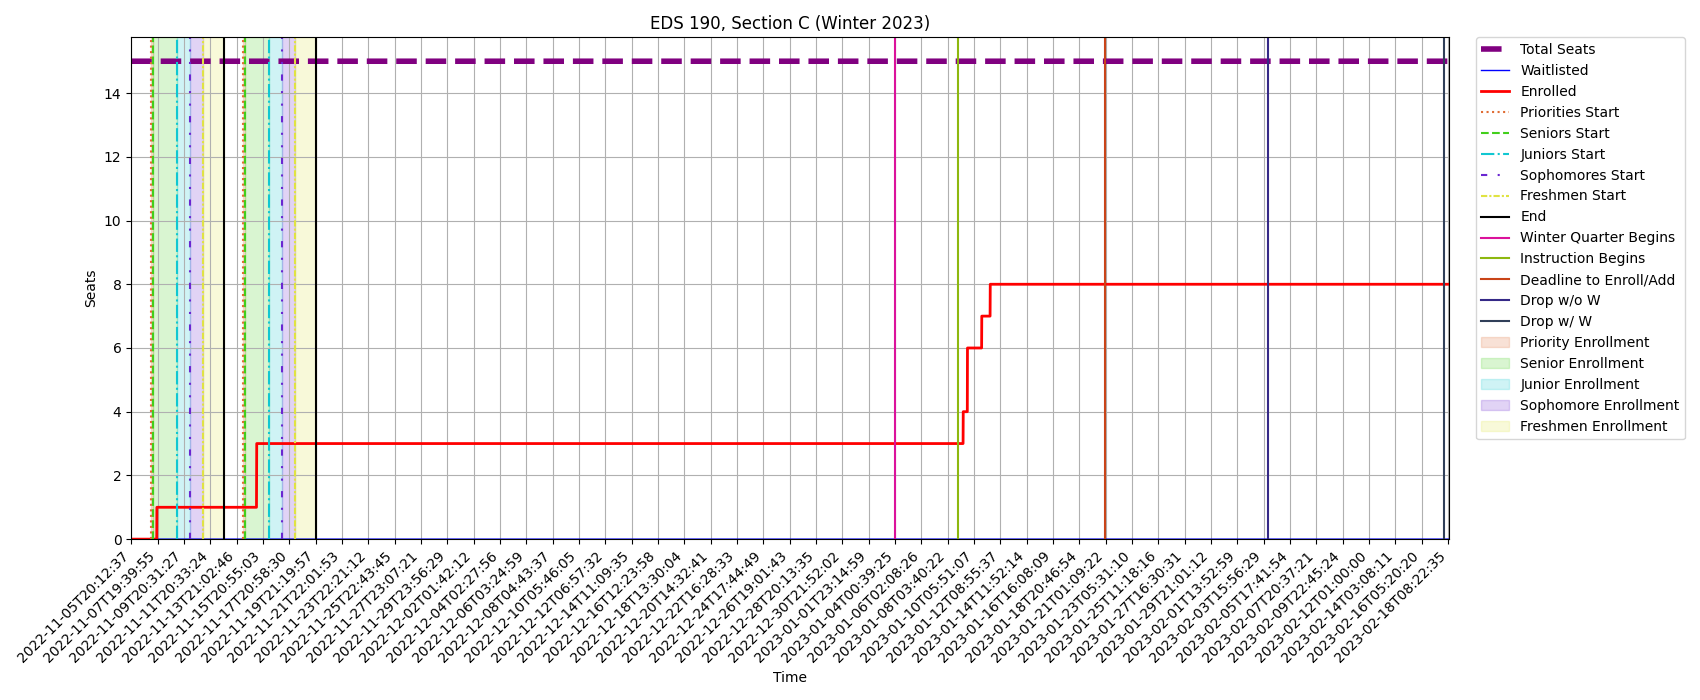 EDS 190, Section C (Winter 2023)
Seats
14
12
10
8
6
4
2
0
2022-11-05T20:12:37
2022-11-07T19:39:55
2022-11-09T20:31:27
2022-11-11T20:33:24
2022-11-13T21:02:46
2022-11-15T20:55:03
2022-11-17T20:58:30
2022-11-19T21:19:57
2022-11-21T22:01:53
2022-11-23T22:21:12
2022-11-25T22:43:45
2022-11-27T23:07:21
2022-11-29T23:56:29
2022-12-02T01:42:12
2022-12-04T02:27:56
2022-12-06T03:24:59
2022-12-08T04:43:37
2022-12-10T05:46:05
2022-12-12T06:57:32
2022-12-14T11:09:35
2022-12-16T12:23:58
2022-12-18T13:30:04
2022-12-20T14:32:41
2022-12-22T16:28:33
2022-12-24T17:44:49
2022-12-26T19:01:43
2022-12-28T20:13:35
2022-12-30T21:52:02
2023-01-01T23:14:59
2023-01-04T00:39:25
2023-01-06T02:08:26
2023-01-08T03:40:22
2023-01-10T05:51:07
2023-01-12T08:55:37
2023-01-14T11:52:14
2023-01-16T16:08:09
2023-01-18T20:46:54
2023-01-21T01:09:22
2023-01-23T05:31:10
2023-01-25T11:18:16
2023-01-27T16:30:31
2023-01-29T21:01:12
2023-02-01T13:52:59
2023-02-03T15:56:29
2023-02-05T17:41:54
2023-02-07T20:37:21
2023-02-09T22:45:24
2023-02-12T01:00:00
2023-02-14T03:08:11
2023-02-16T05:20:20
2023-02-18T08:22:35
Time
Total Seats
Waitlisted
Enrolled
Priorities Start
Seniors Start
Juniors Start
Sophomores Start
Freshmen Start
End
Winter Quarter Begins
Instruction Begins
Deadline to Enroll/Add
Drop w/o W
Drop w/ W
Priority Enrollment
Senior Enrollment
Junior Enrollment
Sophomore Enrollment
Freshmen Enrollment